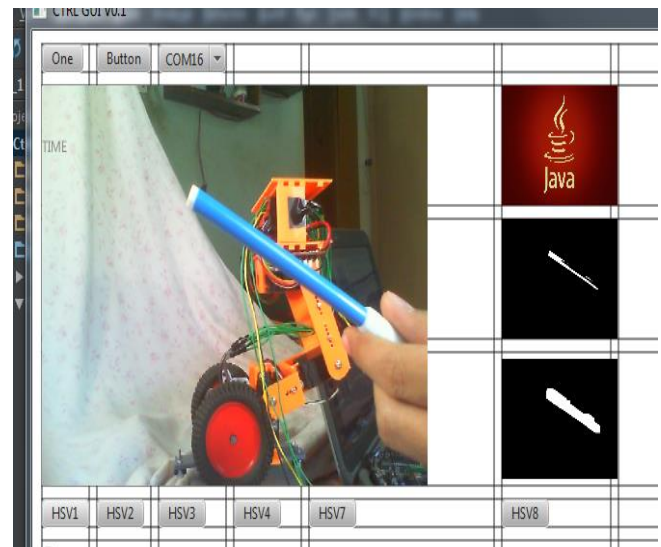 CTRL GUI V0.1
One Button COM16
TIME
Java
HSV1 HSV2 HSV3 HSV4 HSV7 HSV8